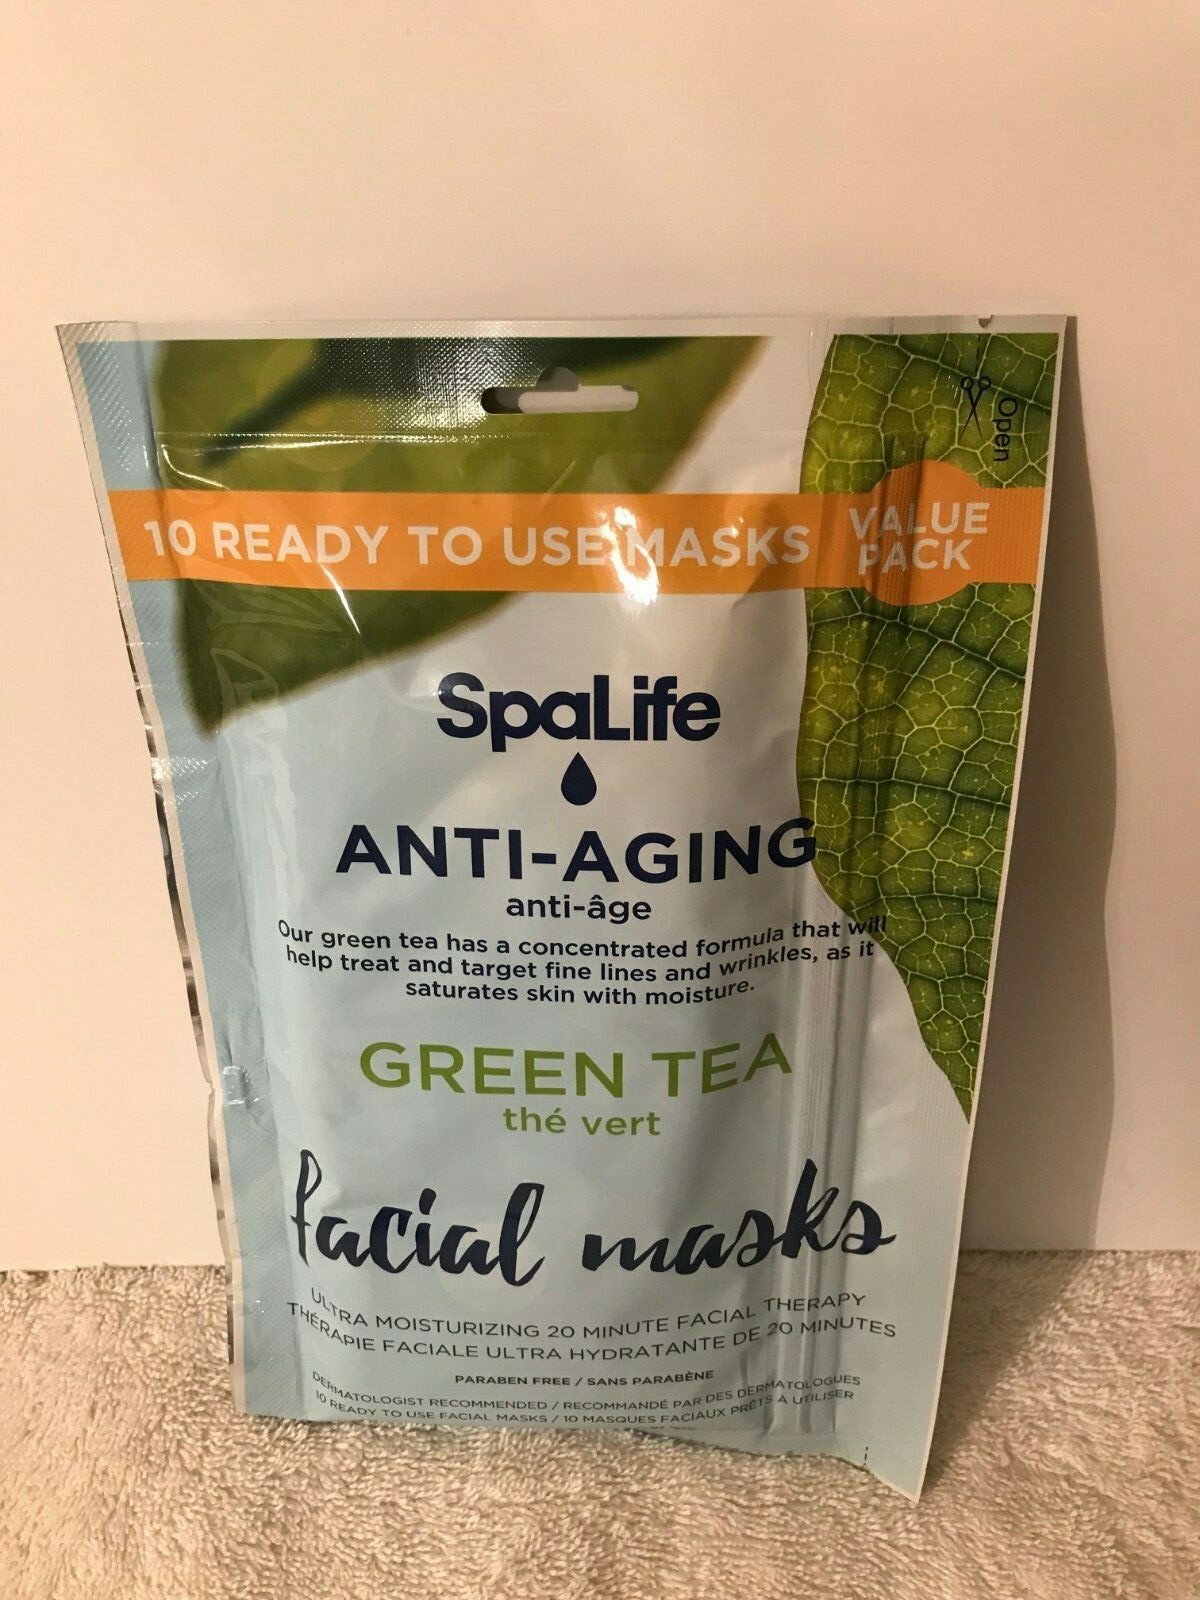 Open
10 READY TO USE MASKS
VALUE
PACK
SpaLife
ANTI-AGING
anti-âge
Our green tea has a concentrated formula that will
help treat and target fine lines and wrinkles, as it
saturates skin with moisture.
GREEN TEA
thé vert
facial masks
ULTRA MOISTURIZING 20 MINUTE FACIAL THERAPY
THÉRAPIE FACIALE ULTRA HYDRATANTE DE 20 MINUTES
PARABEN FREE / SANS PARABÈNE
DERMATOLOGIST RECOMMENDED / RECOMMANDÉ PAR DES DERMATOLOGUES
10 READY TO USE FACIAL MASKS / 10 MASQUES FACIAUX PRÊTS À UTILISER